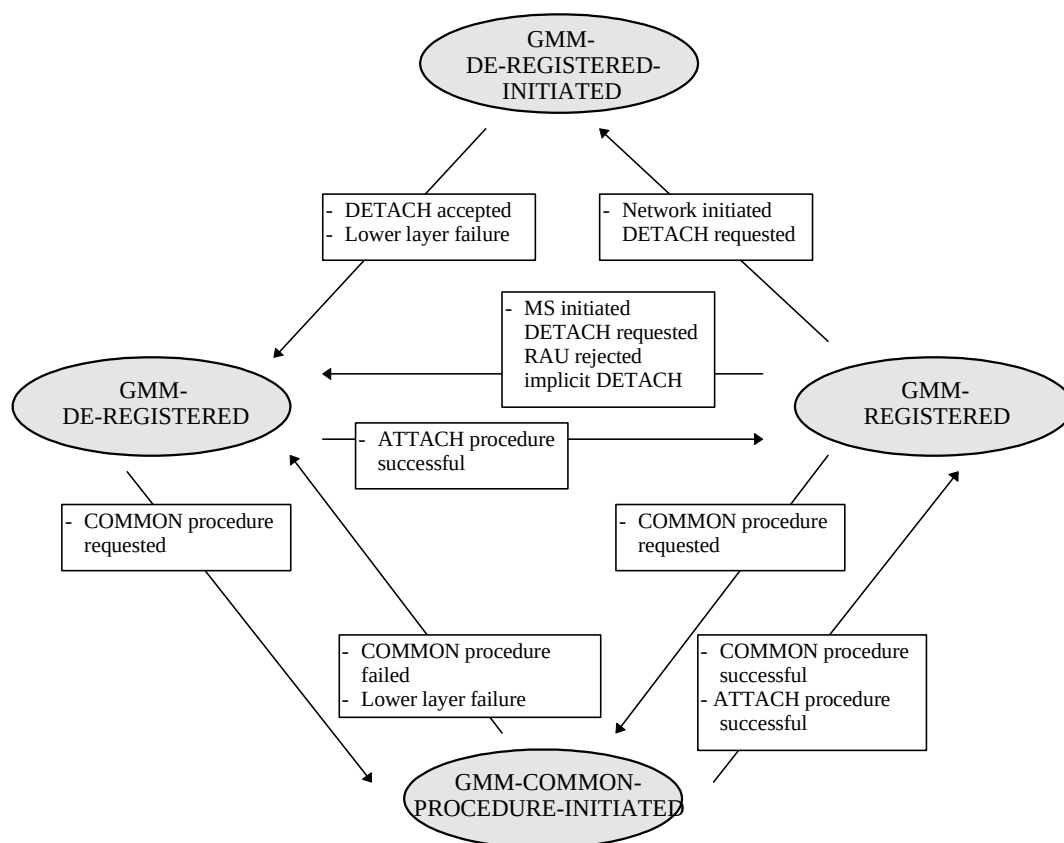 GMM-
DE-REGISTERED-
INITIATED
- DETACH accepted
- Lower layer failure
- Network initiated
DETACH requested
- MS initiated
DETACH requested
RAU rejected
implicit DETACH
GMM-
DE-REGISTERED
GMM-
REGISTERED
- ATTACH procedure
successful
- COMMON procedure
requested
- COMMON procedure
requested
- COMMON procedure
failed
- Lower layer failure
- COMMON procedure
successful
- ATTACH procedure
successful
GMM-COMMON-
PROCEDURE-INITIATED